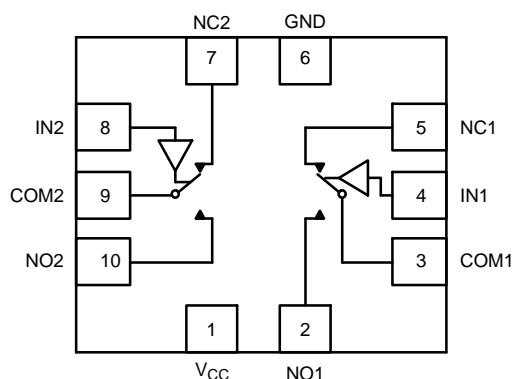 NC2 GND
7 6
IN2 8 5 NC1
COM2 9 4 IN1
NO2 10 3 COM1
1 2
VCC NO1